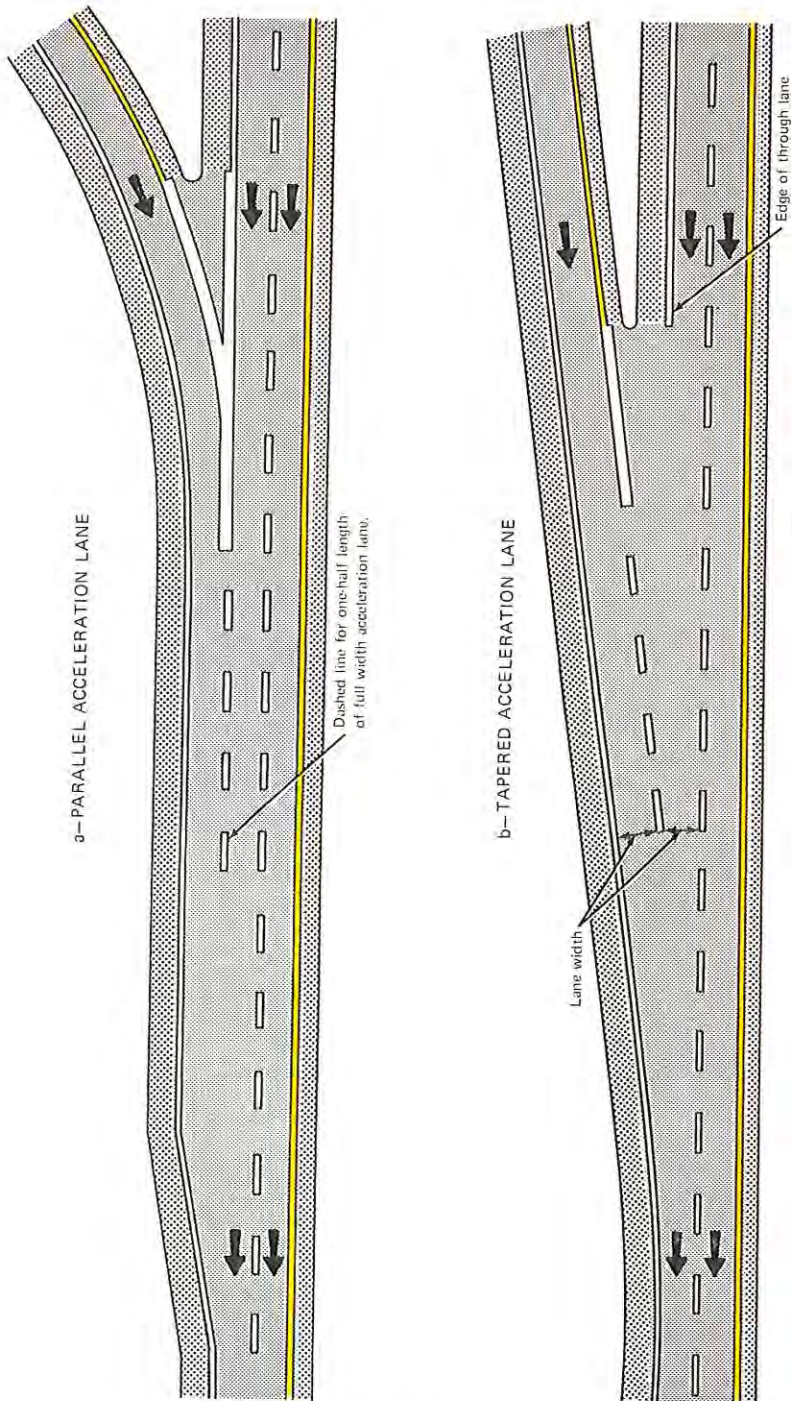 a—PARALLEL ACCELERATION LANE
Dashed line for one-half length
of full width acceleration lane.
b—TAPERED ACCELERATION LANE
Lane width
Edge of through lane